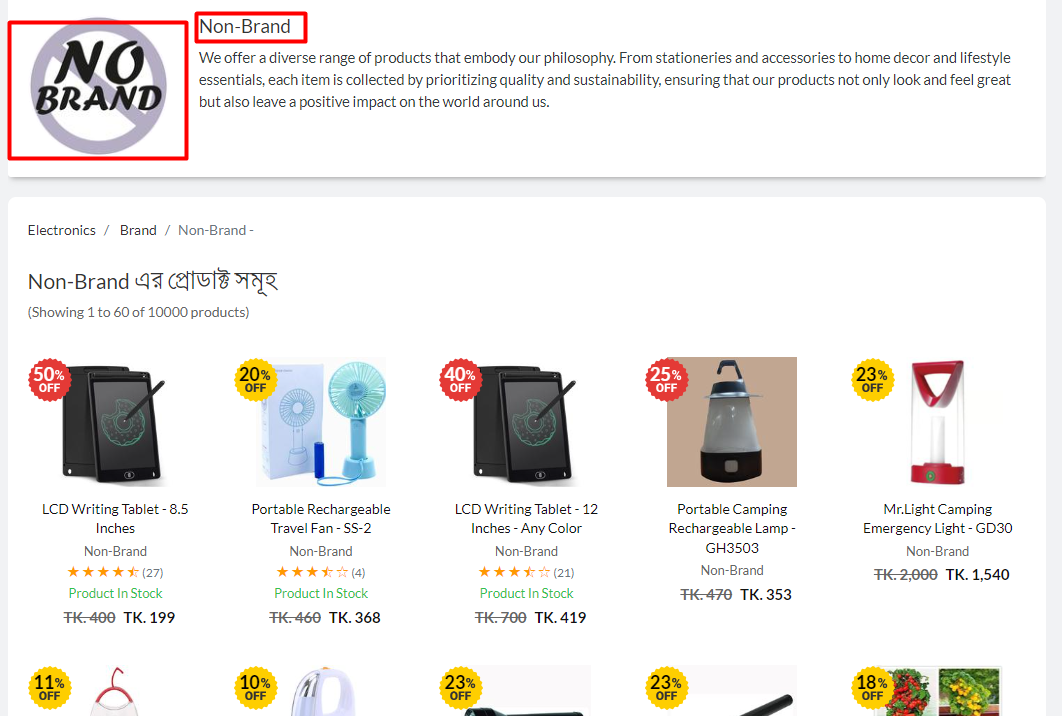 NO
BRAND
Non-Brand
We offer a diverse range of products that embody our philosophy. From stationeries and accessories to home decor and lifestyle
essentials, each item is collected by prioritizing quality and sustainability, ensuring that our products not only look and feel great
but also leave a positive impact on the world around us.
Electronics / Brand / Non-Brand -
Non-Brand এর প্রোডাক্ট সমূহ
(Showing 1 to 60 of 10000 products)
50%
OFF
LCD Writing Tablet - 8.5
Inches
Non-Brand
(27)
Product In Stock
TK. 400 TK. 199
20%
OFF
Portable Rechargeable
Travel Fan - SS-2
Non-Brand
(4)
Product In Stock
TK. 460 TK. 368
40%
OFF
LCD Writing Tablet - 12
Inches - Any Color
Non-Brand
(21)
Product In Stock
TK. 700 TK. 419
25%
OFF
Portable Camping
Rechargeable Lamp -
GH3503
Non-Brand
TK. 470 TK. 353
23%
OFF
Mr.Light Camping
Emergency Light - GD30
Non-Brand
TK. 2,000 TK. 1,540
11%
OFF
10%
OFF
23%
OFF
23%
OFF
18%
OFF